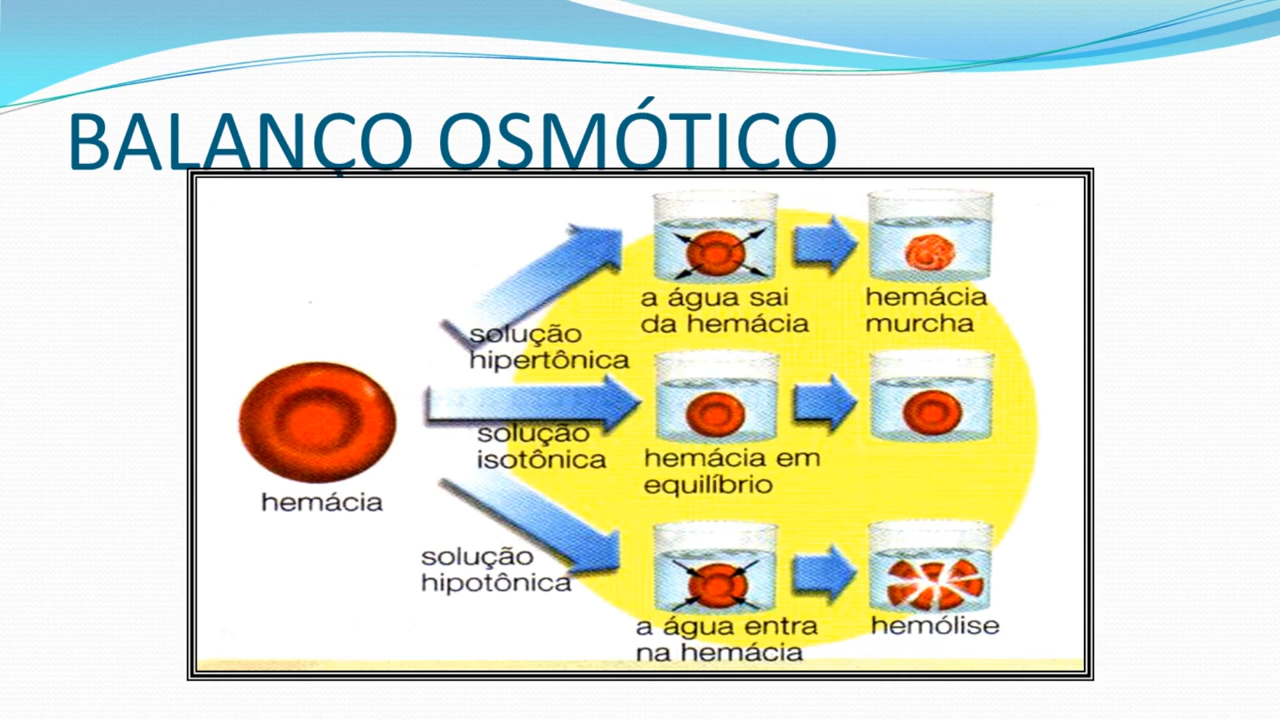 BALANÇO OSMÓTICO
a água sai
da hemácia
hemácia
murcha
solução
hipertônica
solução
isotônica
hemácia em
equilíbrio
hemácia
solução
hipotônica
a água entra
na hemácia
hemólise